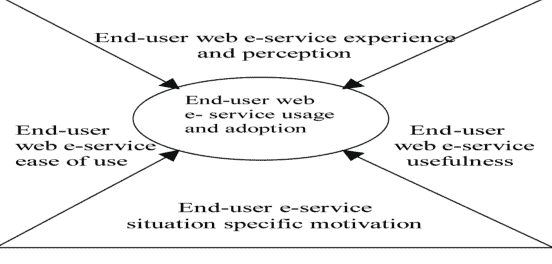 End-user web e-service experience
and perception
End-user web
e- service usage
and adoption
End-user
web e-service
ease of use
End-user
web e-service
usefulness
End-user e-service
situation specific motivation